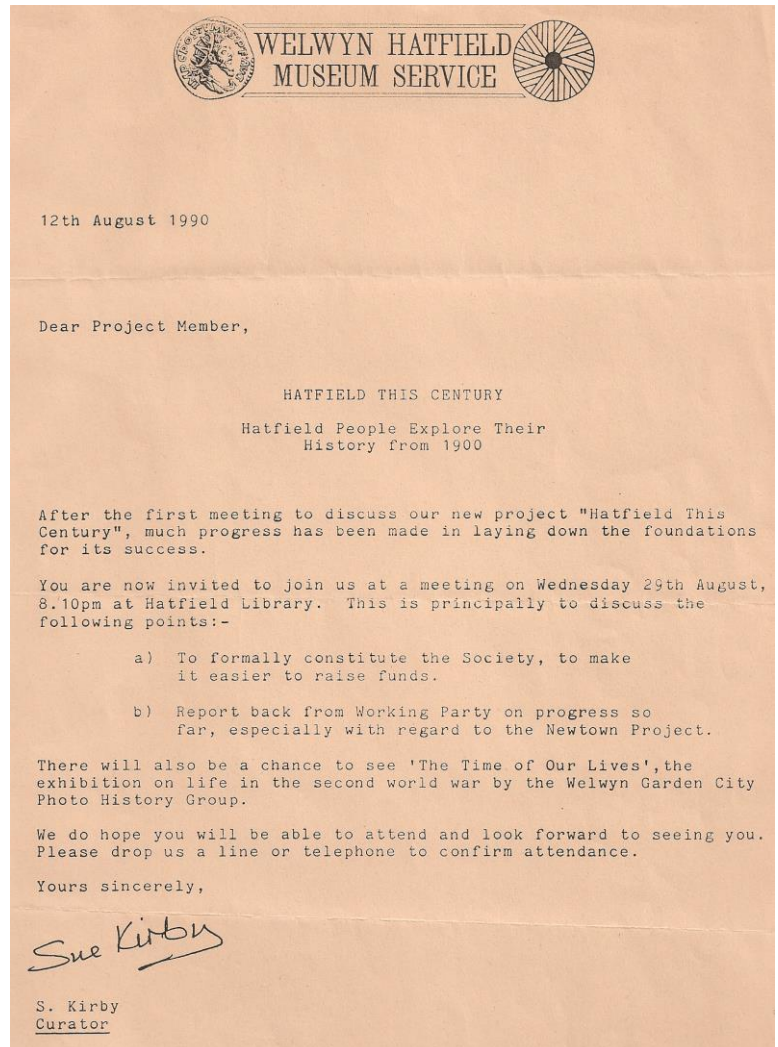 WELWYN HATFIELD
MUSEUM SERVICE
12th August 1990
Dear Project Member,
HATFIELD THIS CENTURY
Hatfield People Explore Their
History from 1900
After the first meeting to discuss our new project "Hatfield This
Century", much progress has been made in laying down the foundations
for its success.
You are now invited to join us at a meeting on Wednesday 29th August,
8.10pm at Hatfield Library. This is principally to discuss the
following points:-
a) To formally constitute the Society, to make
it easier to raise funds.
b) Report back from Working Party on progress so
far, especially with regard to the Newtown Project.
There will also be a chance to see 'The Time of Our Lives',the
exhibition on life in the second world war by the Welwyn Garden City
Photo History Group.
We do hope you will be able to attend and look forward to seeing you.
Please drop us a line or telephone to confirm attendance.
Yours sincerely,
Sue Kirby
S. Kirby
Curator